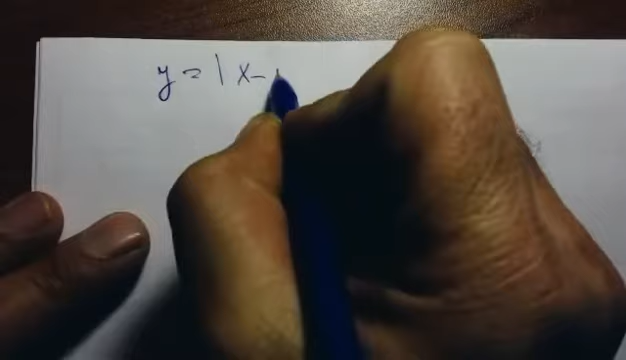 y = | x -